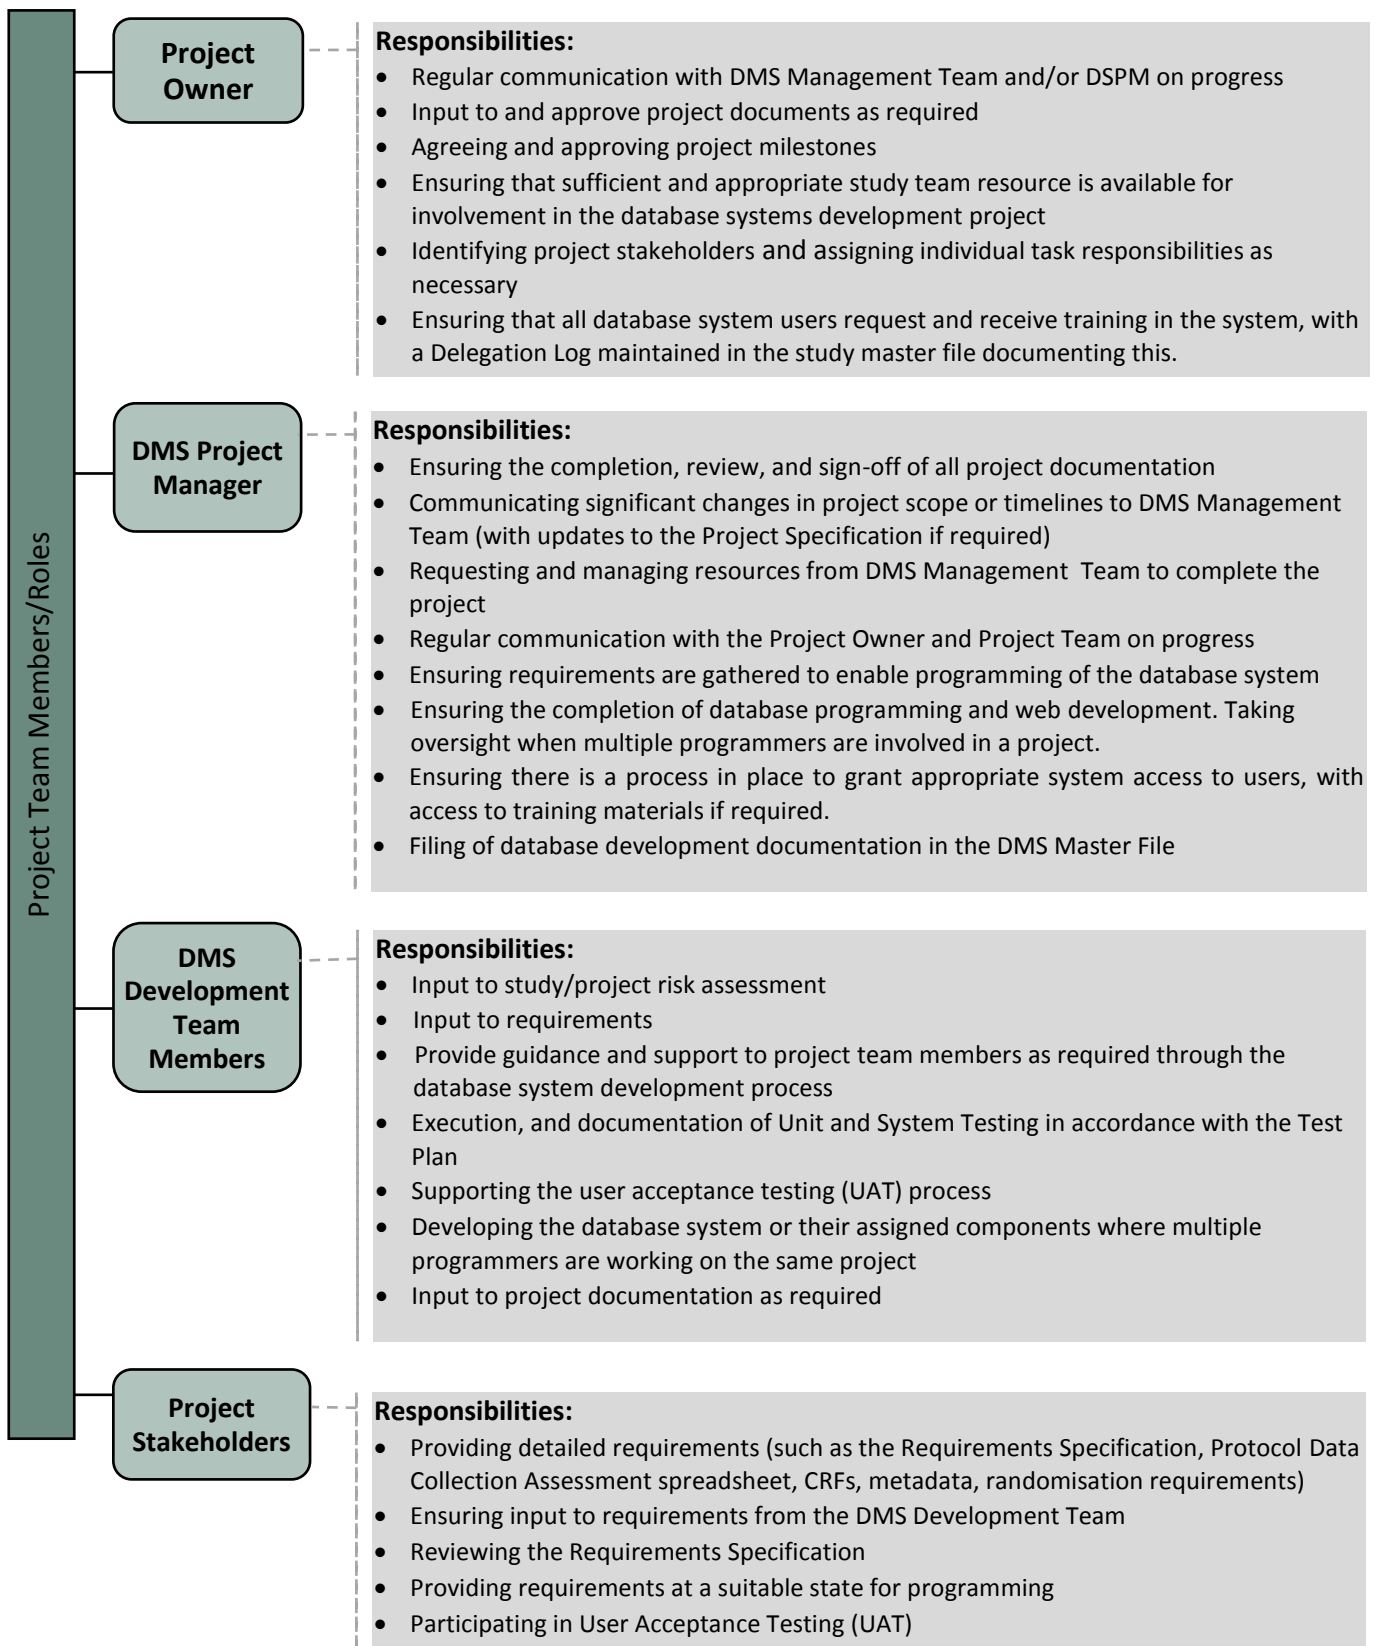 Project Team Members/Roles
Project
Owner
Responsibilities:
• Regular communication with DMS Management Team and/or DSPM on progress
• Input to and approve project documents as required
• Agreeing and approving project milestones
• Ensuring that sufficient and appropriate study team resource is available for
involvement in the database systems development project
• Identifying project stakeholders and assigning individual task responsibilities as
necessary
• Ensuring that all database system users request and receive training in the system, with
a Delegation Log maintained in the study master file documenting this.
DMS Project
Manager
Responsibilities:
• Ensuring the completion, review, and sign-off of all project documentation
• Communicating significant changes in project scope or timelines to DMS Management
Team (with updates to the Project Specification if required)
• Requesting and managing resources from DMS Management Team to complete the
project
• Regular communication with the Project Owner and Project Team on progress
• Ensuring requirements are gathered to enable programming of the database system
• Ensuring the completion of database programming and web development. Taking
oversight when multiple programmers are involved in a project.
• Ensuring there is a process in place to grant appropriate system access to users, with
access to training materials if required.
• Filing of database development documentation in the DMS Master File
DMS
Development
Team
Members
Responsibilities:
• Input to study/project risk assessment
• Input to requirements
• Provide guidance and support to project team members as required through the
database system development process
• Execution, and documentation of Unit and System Testing in accordance with the Test
Plan
• Supporting the user acceptance testing (UAT) process
• Developing the database system or their assigned components where multiple
programmers are working on the same project
• Input to project documentation as required
Project
Stakeholders
Responsibilities:
• Providing detailed requirements (such as the Requirements Specification, Protocol Data
Collection Assessment spreadsheet, CRFs, metadata, randomisation requirements)
• Ensuring input to requirements from the DMS Development Team
• Reviewing the Requirements Specification
• Providing requirements at a suitable state for programming
• Participating in User Acceptance Testing (UAT)